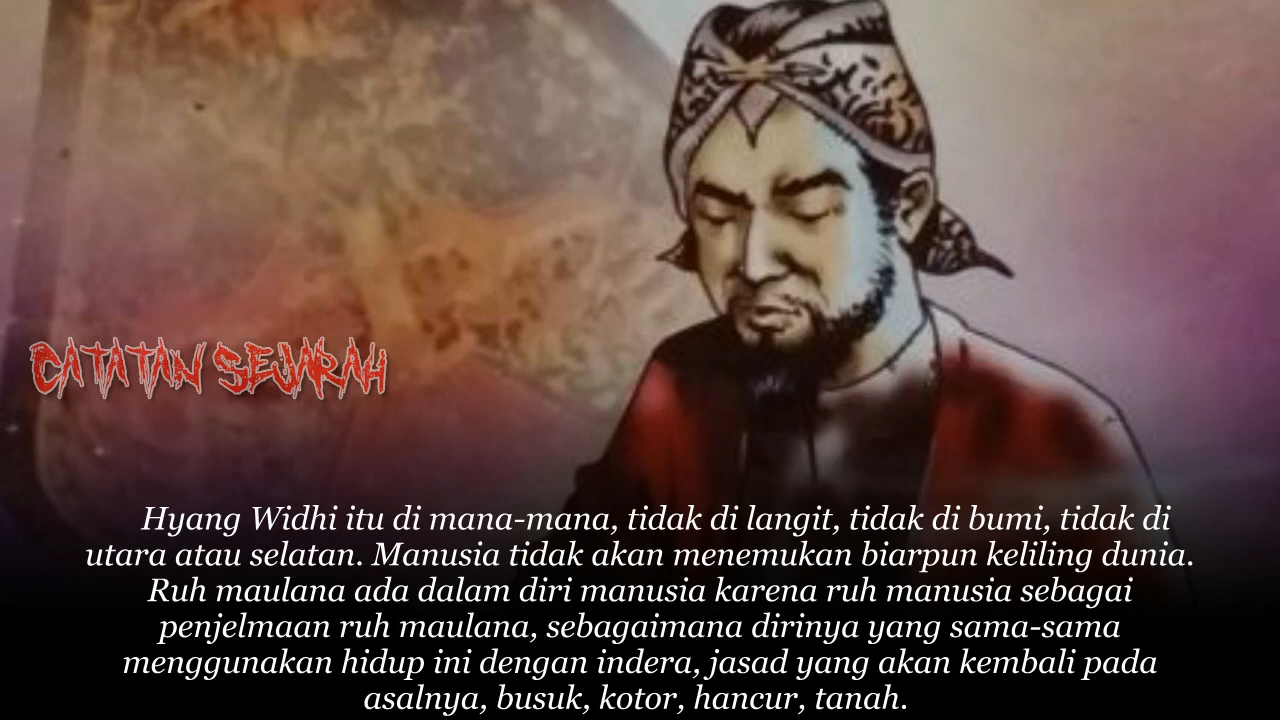 CATATAN SEJARAH
Hyang Widhi itu di mana-mana, tidak di langit, tidak di bumi, tidak di
utara atau selatan. Manusia tidak akan menemukan biarpun keliling dunia.
Ruh maulana ada dalam diri manusia karena ruh manusia sebagai
penjelmaan ruh maulana, sebagaimana dirinya yang sama-sama
menggunakan hidup ini dengan indera, jasad yang akan kembali pada
asalnya, busuk, kotor, hancur, tanah.